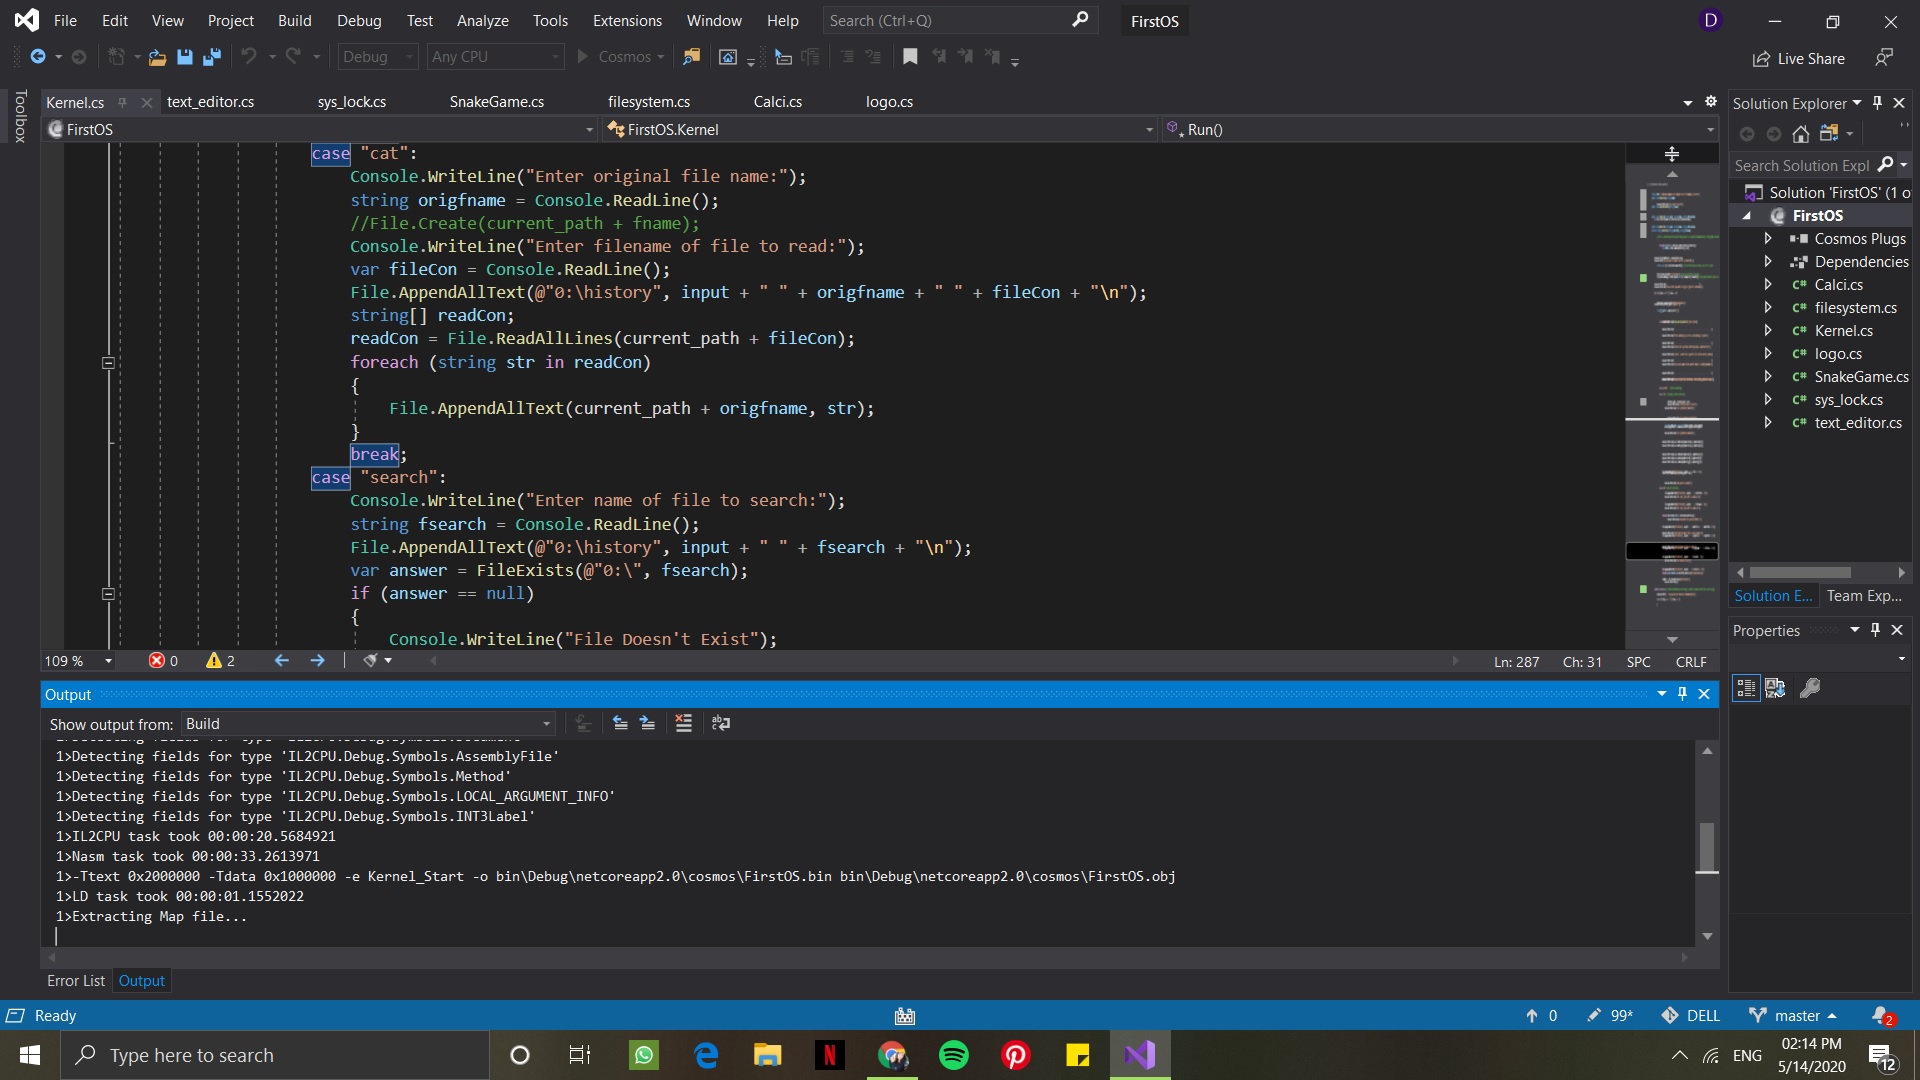 File Edit View Project Build Debug Test Analyze Tools Extensions Window Help Search (Ctrl+Q) FirstOS D
Debug Any CPU Cosmos Live Share
Toolbox
Kernel.cs text_editor.cs sys_lock.cs SnakeGame.cs filesystem.cs Calci.cs logo.cs
FirstOS FirstOS.Kernel Run()
case "cat":
Console.WriteLine("Enter original file name:");
string origfname = Console.ReadLine();
//File.Create(current_path + fname);
Console.WriteLine("Enter filename of file to read:");
var fileCon = Console.ReadLine();
File.AppendAllText(@"0:\history", input + " " + origfname + " " + fileCon + "\n");
string[] readCon;
readCon = File.ReadAllLines(current_path + fileCon);
foreach (string str in readCon)
{
File.AppendAllText(current_path + origfname, str);
}
break;
case "search":
Console.WriteLine("Enter name of file to search:");
string fsearch = Console.ReadLine();
File.AppendAllText(@"0:\history", input + " " + fsearch + "\n");
var answer = FileExists(@"0:\", fsearch);
if (answer == null)
{
Console.WriteLine("File Doesn't Exist");
109 % 0 2 Ln: 287 Ch: 31 SPC CRLF
Output
Show output from: Build
1>Detecting fields for type 'IL2CPU.Debug.Symbols.AssemblyFile'
1>Detecting fields for type 'IL2CPU.Debug.Symbols.Method'
1>Detecting fields for type 'IL2CPU.Debug.Symbols.LOCAL_ARGUMENT_INFO'
1>Detecting fields for type 'IL2CPU.Debug.Symbols.INT3Label'
1>IL2CPU task took 00:00:20.5684921
1>Nasm task took 00:00:33.2613971
1>-Ttext 0x2000000 -Tdata 0x1000000 -e Kernel_Start -o bin\Debug\netcoreapp2.0\cosmos\FirstOS.bin bin\Debug\netcoreapp2.0\cosmos\FirstOS.obj
1>LD task took 00:00:01.1552022
1>Extracting Map file...
Error List Output
Solution Explorer
Search Solution Expl
Solution 'FirstOS' (1 o
FirstOS
Cosmos Plugs
Dependencies
Calci.cs
filesystem.cs
Kernel.cs
logo.cs
SnakeGame.cs
sys_lock.cs
text_editor.cs
Solution E... Team Exp...
Properties
Ready 0 99* DELL master 2
Type here to search ENG 02:14 PM
5/14/2020 12